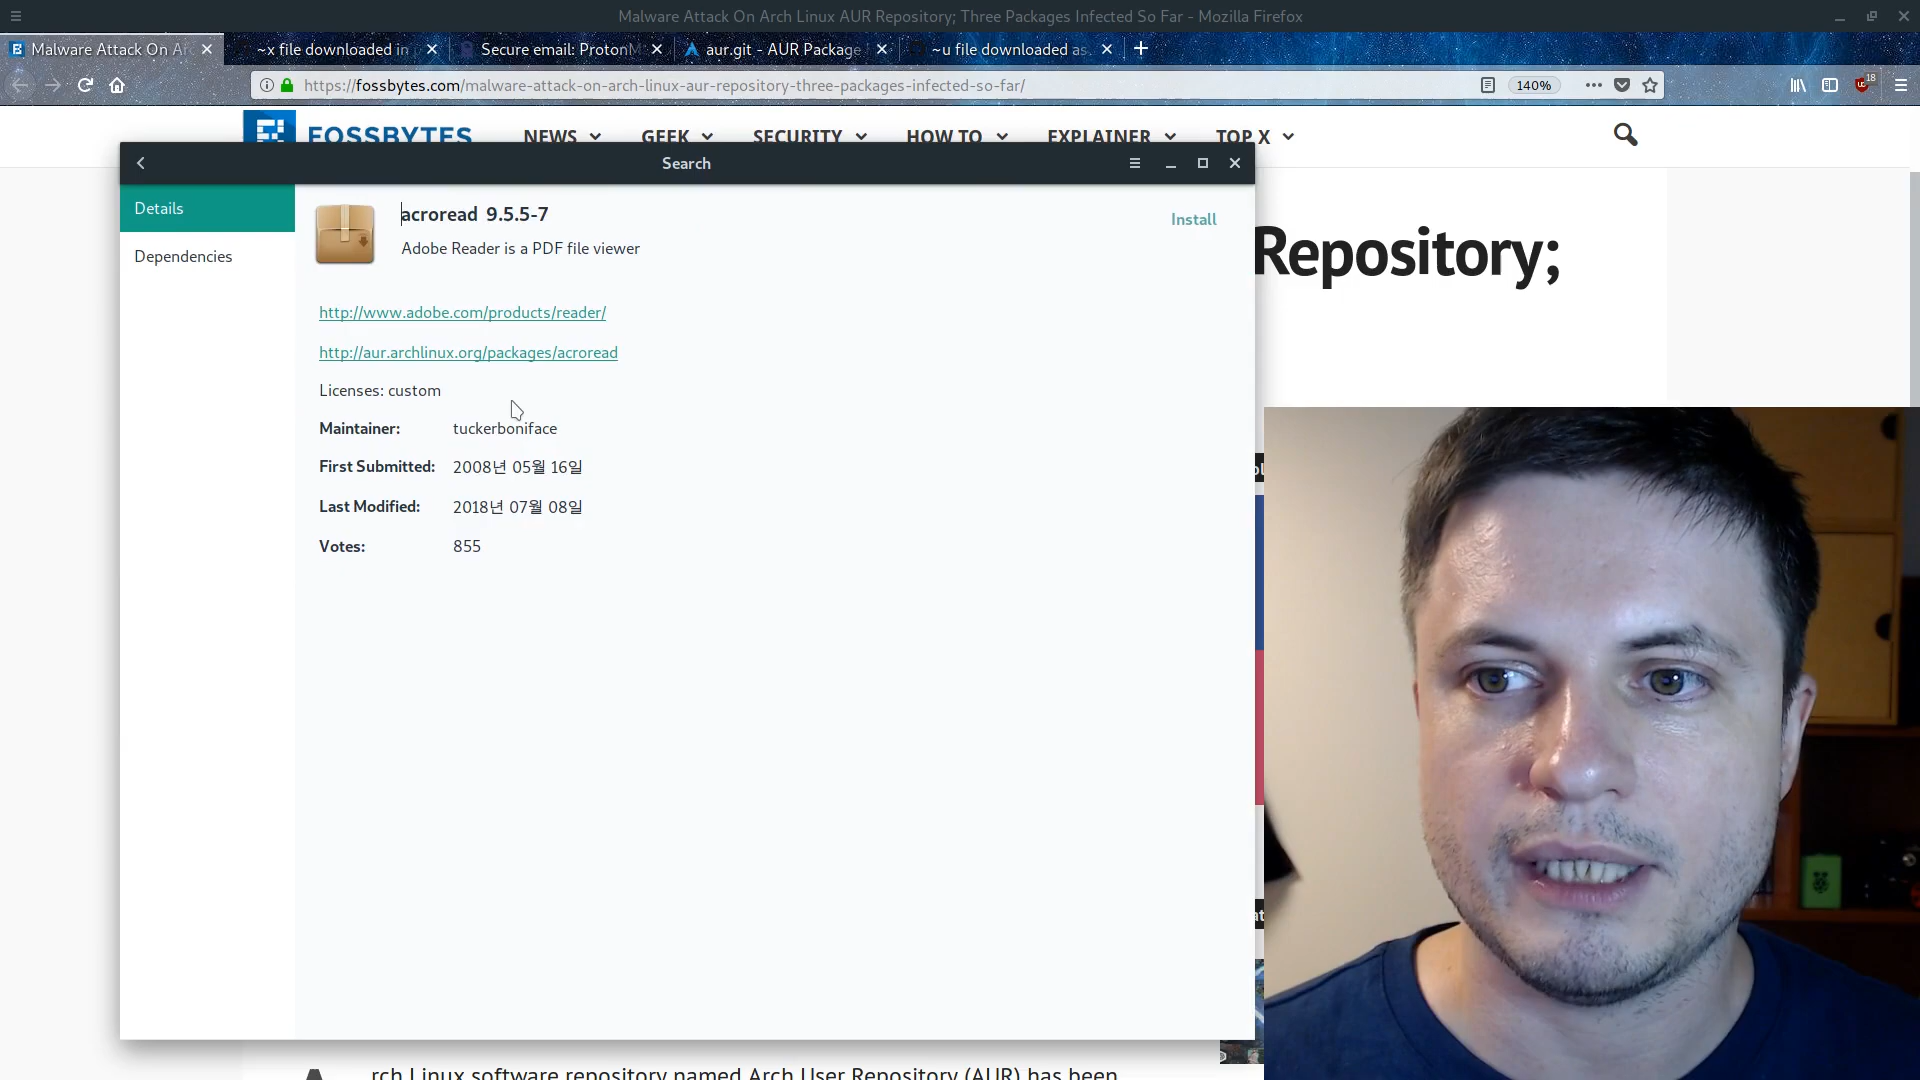 Malware Attack On Arch Linux AUR Repository; Three Packages Infected So Far - Mozilla Firefox
Malware Attack On Arc
~x file downloaded in
Secure email: ProtonM
aur.git - AUR Package
~u file downloaded as
https://fossbytes.com/malware-attack-on-arch-linux-aur-repository-three-packages-infected-so-far/
140%
18
FOSSBYTES
NEWS
GEEK
SECURITY
HOW TO
EXPLAINER
TOP X
Search
Details
Dependencies
acroread 9.5.5-7
Install
Adobe Reader is a PDF file viewer
http://www.adobe.com/products/reader/
http://aur.archlinux.org/packages/acroread
Licenses: custom
Maintainer: tuckerboniface
First Submitted: 2008년 05월 16일
Last Modified: 2018년 07월 08일
Votes: 855
Repository;
rch Linux software repository named Arch User Repository (AUR) has been